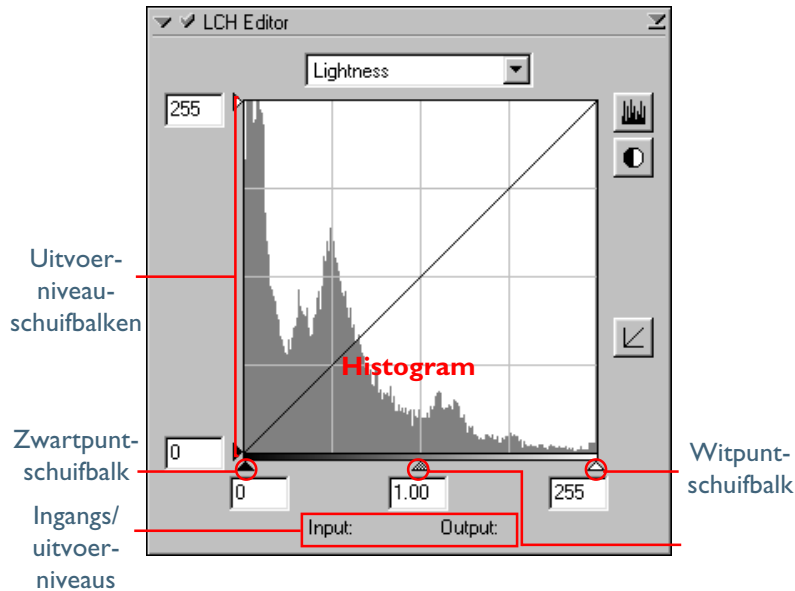 LCH Editor
Lightness
255
Uitvoer-
niveau-
schuifbalken
Histogram
0
Zwartpunt-
schuifbalk
Witpunt-
schuifbalk
0
1.00
255
Ingangs/
uitvoer-
niveaus
Input:
Output: